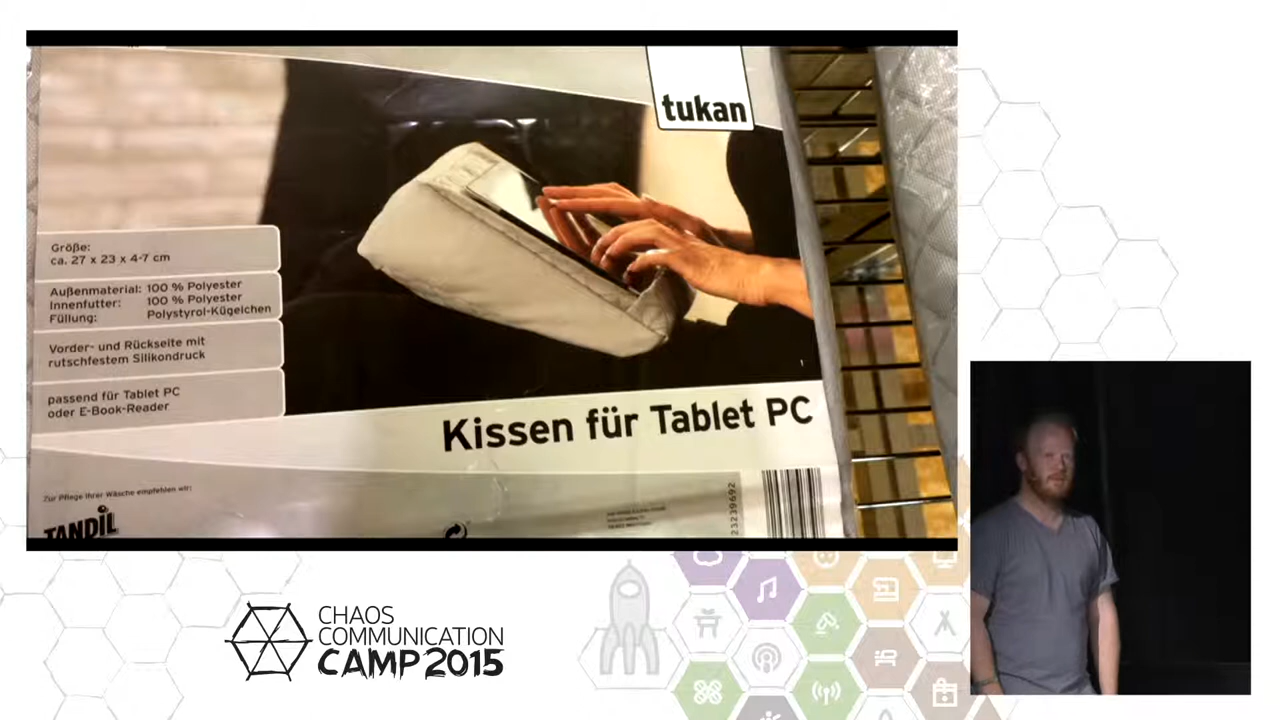 tukan
Größe:
ca. 27 x 23 x 4-7 cm
Außenmaterial: 100 % Polyester
Innenfutter: 100 % Polyester
Füllung: Polystyrol-Kügelchen
Vorder- und Rückseite mit
rutschfestem Silikondruck
passend für Tablet PC
oder E-Book-Reader
Kissen für Tablet PC
Zur Pflege Ihrer Wäsche empfehlen wir:
TANDIL
23239692
CHAOS
COMMUNICATION
CAMP 2015